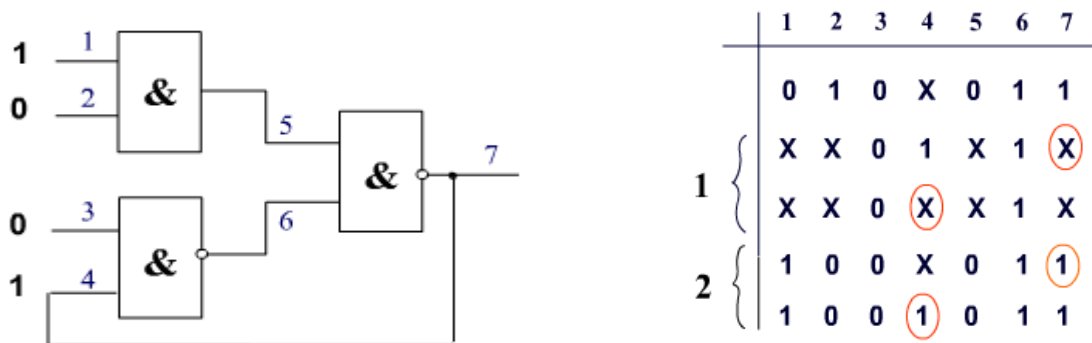 1 1
0 2
&
5
7
&
6
0 3
1 4
&
1 2 3 4 5 6 7
0 1 0 X 0 1 1
1
X X 0 1 X 1 X
X X 0 X X 1 X
2
1 0 0 X 0 1 1
1 0 0 1 0 1 1